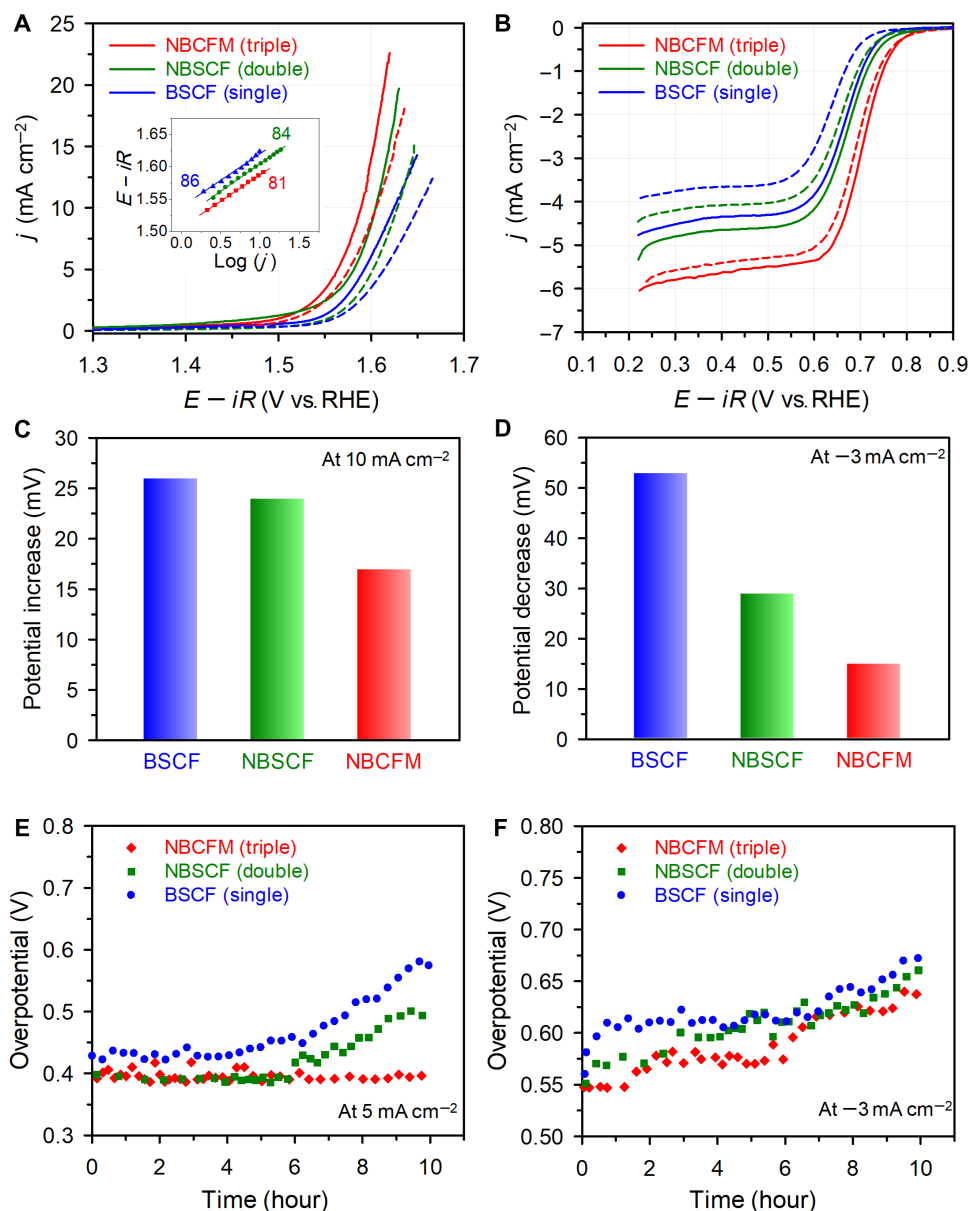 A
25
20
15
10
5
0
j (mA cm−2)
NBCFM (triple)
NBSCF (double)
BSCF (single)
1.65
1.60
1.55
1.50
E − iR
84
86
81
0.0 0.5 1.0 1.5
Log (j)
1.3 1.4 1.5 1.6 1.7
E − iR (V vs. RHE)
B
0
−1
−2
−3
−4
−5
−6
−7
j (mA cm−2)
NBCFM (triple)
NBSCF (double)
BSCF (single)
0.1 0.2 0.3 0.4 0.5 0.6 0.7 0.8 0.9
E − iR (V vs. RHE)
C
30
25
20
15
10
5
0
Potential increase (mV)
At 10 mA cm−2
BSCF NBSCF NBCFM
D
60
50
40
30
20
10
0
Potential decrease (mV)
At −3 mA cm−2
BSCF NBSCF NBCFM
E
0.8
0.7
0.6
0.5
0.4
0.3
Overpotential (V)
NBCFM (triple)
NBSCF (double)
BSCF (single)
At 5 mA cm−2
0 2 4 6 8 10
Time (hour)
F
0.80
0.75
0.70
0.65
0.60
0.55
0.50
Overpotential (V)
NBCFM (triple)
NBSCF (double)
BSCF (single)
At −3 mA cm−2
0 2 4 6 8 10
Time (hour)